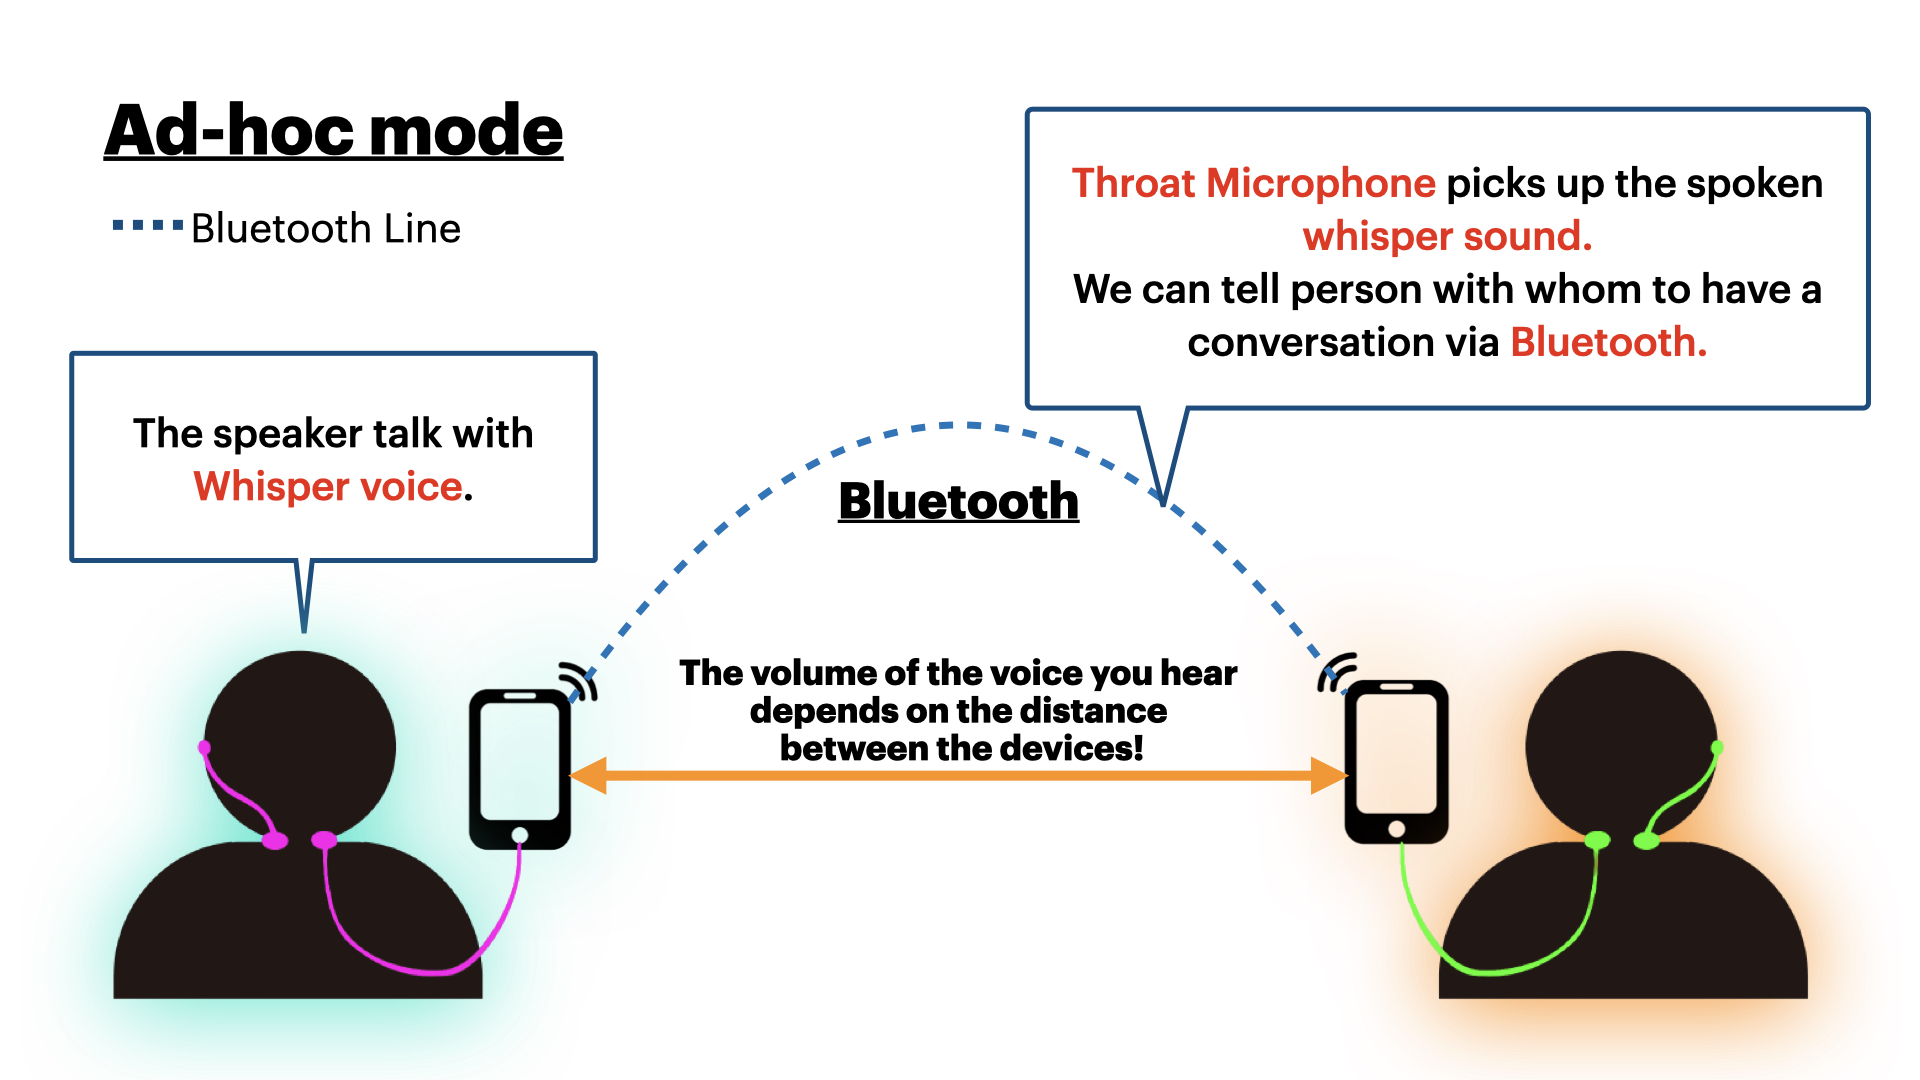 Ad-hoc mode
Bluetooth Line
Throat Microphone picks up the spoken
whisper sound.
We can tell person with whom to have a
conversation via Bluetooth.
The speaker talk with
Whisper voice.
Bluetooth
The volume of the voice you hear
depends on the distance
between the devices!